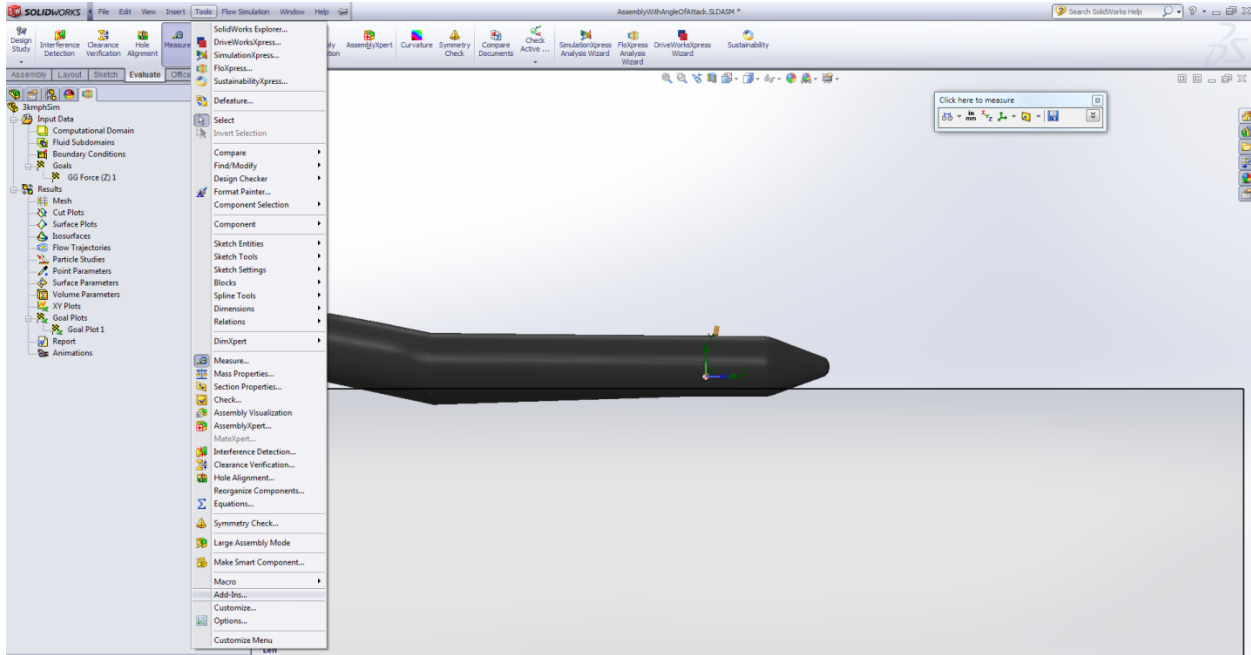 SOLIDWORKS File Edit View Insert Tools Flow Simulation Window Help AssemblyWithAngleOfAttack.SLDASM * Search SolidWorks Help
Design Study
Interference Detection
Clearance Verification
Hole Alignment
Measure
AssemblyXpert
Curvature
Symmetry Check
Compare Documents
Check Active ...
SimulationXpress Analysis Wizard
FloXpress Analysis Wizard
DriveWorksXpress Wizard
Sustainability
Assembly Layout Sketch Evaluate Office
3kmphSim
Input Data
Computational Domain
Fluid Subdomains
Boundary Conditions
Goals
GG Force (Z) 1
Results
Mesh
Cut Plots
Surface Plots
Isosurfaces
Flow Trajectories
Particle Studies
Point Parameters
Surface Parameters
Volume Parameters
XY Plots
Goal Plots
Goal Plot 1
Report
Animations
SolidWorks Explorer...
DriveWorksXpress...
SimulationXpress...
FloXpress...
SustainabilityXpress...
Defeature...
Select
Invert Selection
Compare
Find/Modify
Design Checker
Format Painter...
Component Selection
Component
Sketch Entities
Sketch Tools
Sketch Settings
Blocks
Spline Tools
Dimensions
Relations
DimXpert
Measure...
Mass Properties...
Section Properties...
Check...
Assembly Visualization
AssemblyXpert...
MateXpert...
Interference Detection...
Clearance Verification...
Hole Alignment...
Reorganize Components...
Equations...
Symmetry Check...
Large Assembly Mode
Make Smart Component...
Macro
Add-Ins...
Customize...
Options...
Customize Menu
Click here to measure
in mm